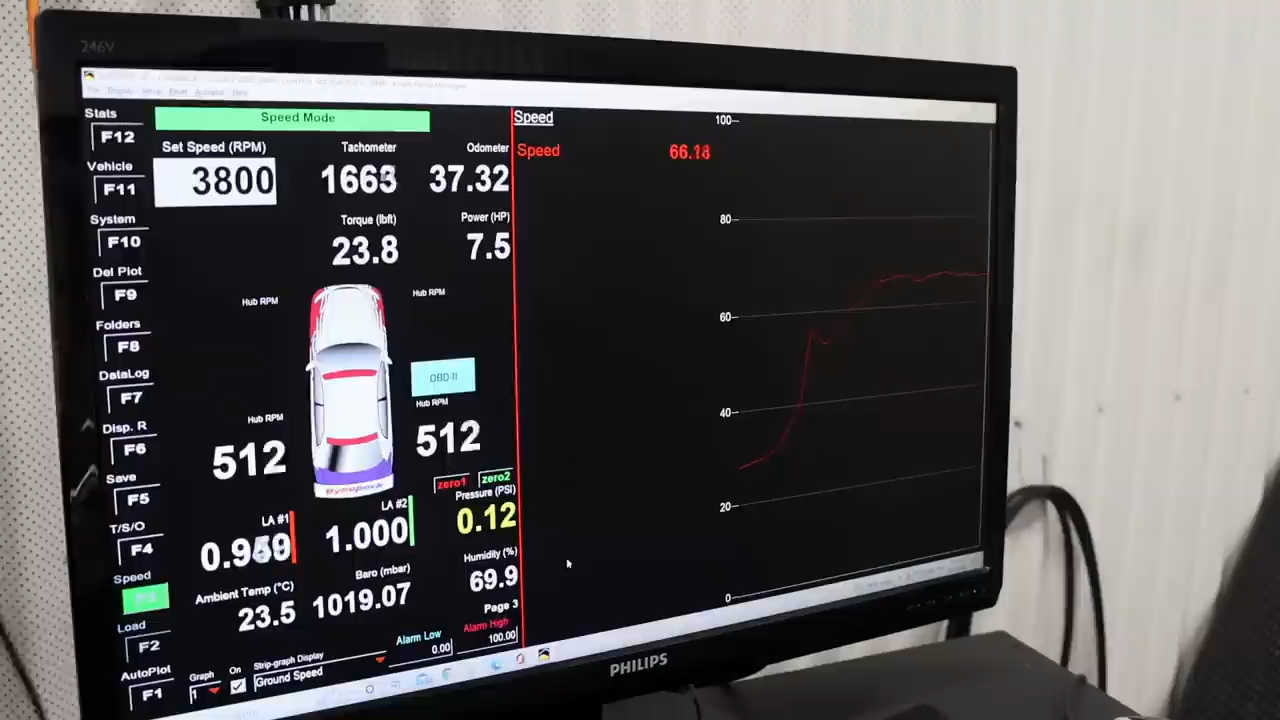 246V
Stats
F12
Vehicle
F11
System
F10
Del Plot
F9
Folders
F8
DataLog
F7
Disp. R
F6
Save
F5
T/S/O
F4
Speed
F3
Load
F2
AutoPlot
F1
Speed Mode
Set Speed (RPM)
3800
Tachometer
Odometer
37.32
Torque (lbft)
23.8
Power (HP)
7.5
Hub RPM
Hub RPM
OBD-II
Hub RPM
512
Hub RPM
512
Dynapack
zero1
zero2
LA #1
LA #2
1.000
Pressure (PSI)
0.12
Ambient Temp (°C)
23.5
Baro (mbar)
1019.07
Humidity (%)
69.9
Page 3
Alarm Low
0.00
Alarm High
100.00
Graph
1
On
Strip-graph Display
Ground Speed
Speed
Speed
66.18
100
80
60
40
20
0
PHILIPS